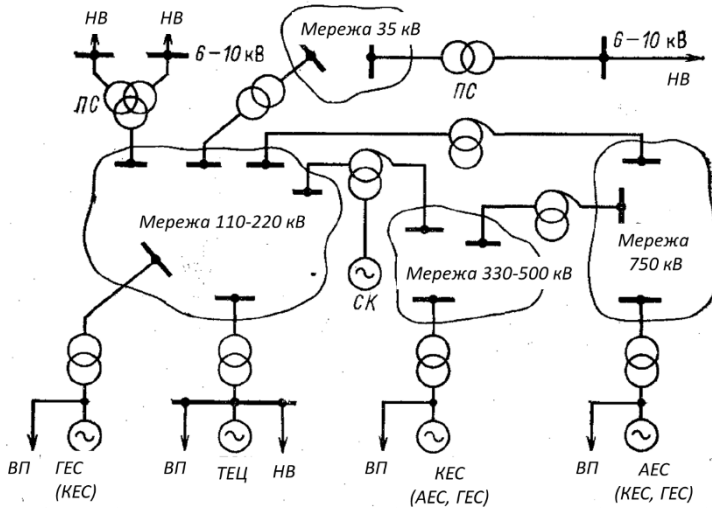 НВ
НВ
6-10 кВ
Мережа 35 кВ
6-10 кВ
НВ
ПС
ПС
Мережа 110-220 кВ
Мережа 330-500 кВ
Мережа
750 кВ
СК
ВП
ГЕС
(КЕС)
ВП
ТЕЦ
НВ
ВП
КЕС
(АЕС, ГЕС)
ВП
АЕС
(КЕС, ГЕС)